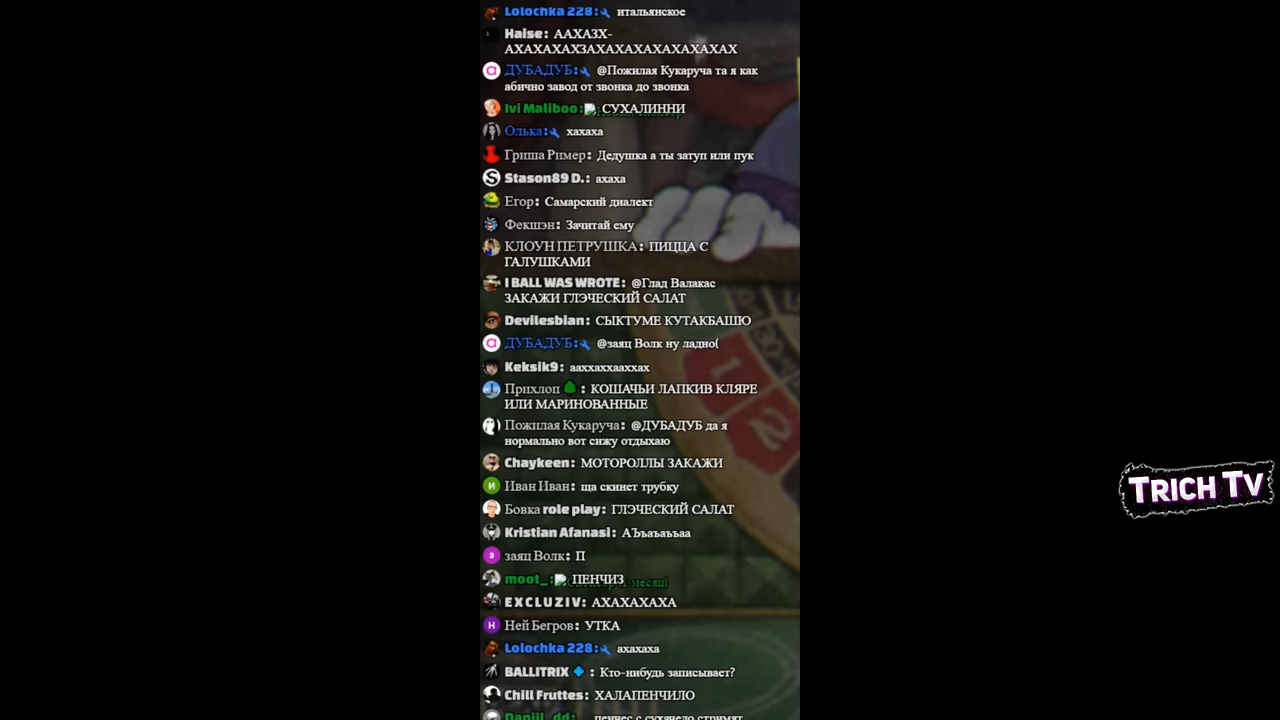 Lolochka 228: итальянское
Haise: ААХАЗХ-
АХАХАХАХЗАХАХАХАХАХАХАХ
ДУБАДУБ: @Пожилая Кукаруча та я как
абично завод от звонка до звонка
Ivi Maliboo: СУХАЛИННИ
Олька: хахаха
Гриша Ример: Дедушка а ты затуп или пук
Stason89 D.: ахаха
Егор: Самарский диалект
Фекшэн: Зачитай ему
КЛОУН ПЕТРУШКА: ПИЦЦА С
ГАЛУШКАМИ
I BALL WAS WROTE: @Глад Валакас
ЗАКАЖИ ГЛЭЧЕСКИЙ САЛАТ
Devilesbian: СЫКТУМЕ КУТАКБАШЮ
ДУБАДУБ: @заяц Волк ну ладно(
Keksik9: ааххаххааххах
Прихлоп : КОШАЧЬИ ЛАПКИВ КЛЯРЕ
ИЛИ МАРИНОВАННЫЕ
Пожилая Кукаруча: @ДУБАДУБ да я
нормально вот сижу отдыхаю
Chaykeen: МОТОРОЛЛЫ ЗАКАЖИ
Иван Иван: ща скинет трубку
Бовка role play: ГЛЭЧЕСКИЙ САЛАТ
Kristian Afanasi: АЪъаъаъъаа
заяц Волк: П
moot_: ПЕНЧИЗ
EXCLUZIV: АХАХАХАХА
Ней Бегров: УТКА
Lolochka 228: ахахаха
BALLITRIX : Кто-нибудь записывает?
Chill Fruttes: ХАЛАПЕНЧИЛО
TRICH TV